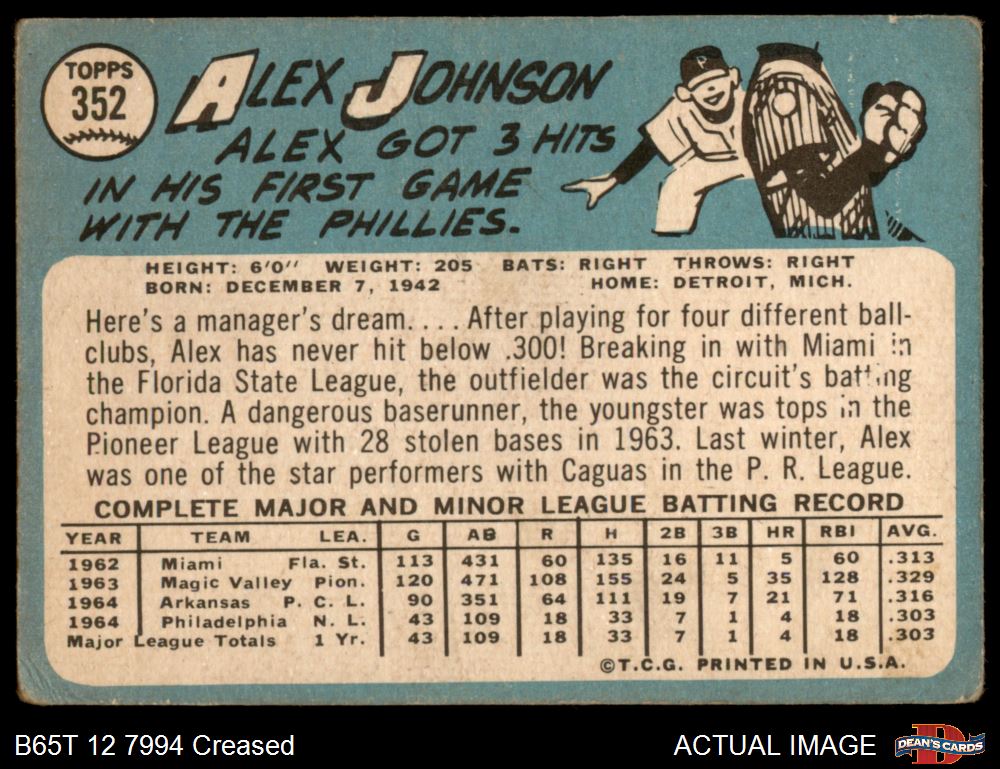 TOPPS
352
ALEX JOHNSON
ALEX GOT 3 HITS
IN HIS FIRST GAME
WITH THE PHILLIES.
P
HEIGHT: 6'0" WEIGHT: 205 BATS: RIGHT THROWS: RIGHT
BORN: DECEMBER 7, 1942 HOME: DETROIT, MICH.
Here's a manager's dream.... After playing for four different ball-
clubs, Alex has never hit below .300! Breaking in with Miami in
the Florida State League, the outfielder was the circuit's batting
champion. A dangerous baserunner, the youngster was tops in the
Pioneer League with 28 stolen bases in 1963. Last winter, Alex
was one of the star performers with Caguas in the P. R. League.
COMPLETE MAJOR AND MINOR LEAGUE BATTING RECORD
YEAR TEAM LEA. G AB R H 2B 3B HR RBI AVG.
1962 Miami Fla. St. 113 431 60 135 16 11 5 60 .313
1963 Magic Valley Pion. 120 471 108 155 24 5 35 128 .329
1964 Arkansas P. C. L. 90 351 64 111 19 7 21 71 .316
1964 Philadelphia N. L. 43 109 18 33 7 1 4 18 .303
Major League Totals 1 Yr. 43 109 18 33 7 1 4 18 .303
©T.C.G. PRINTED IN U.S.A.
B65T 12 7994 Creased ACTUAL IMAGE
D
DEAN'S CARDS